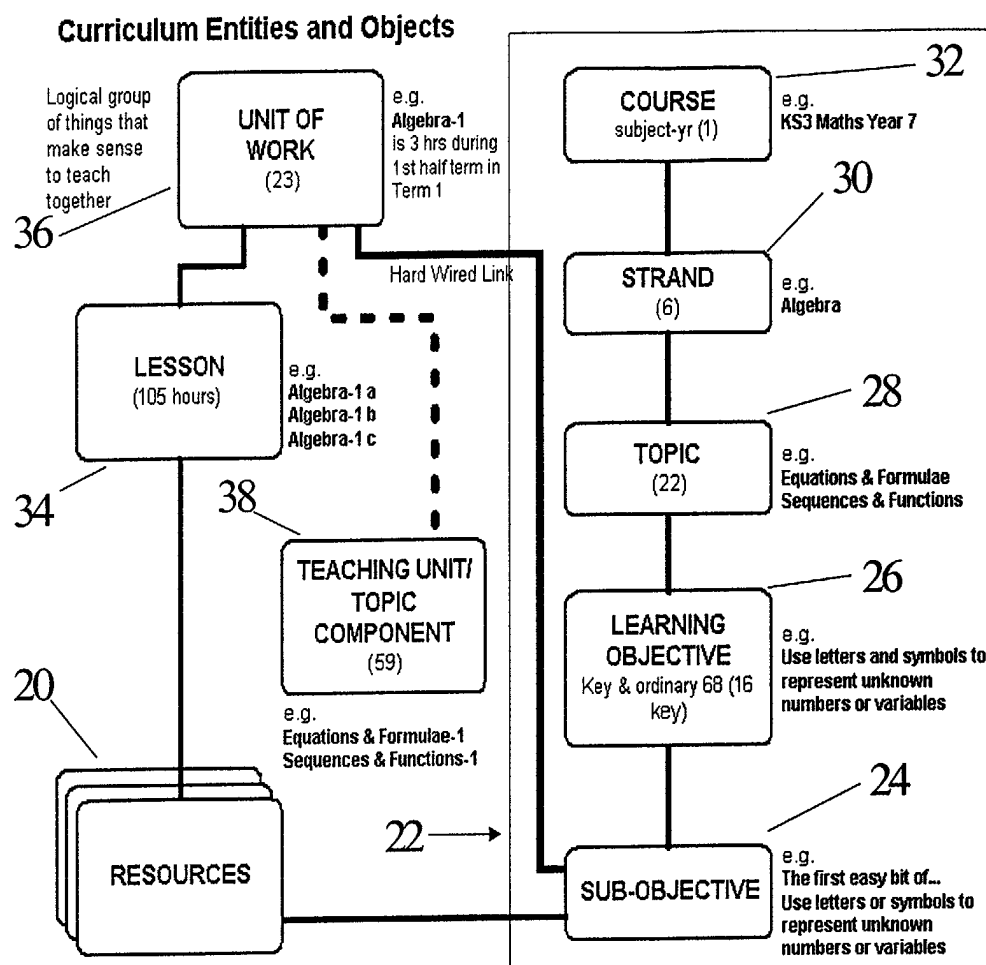 Curriculum Entities and Objects
Logical group
of things that
make sense
to teach
together
36
UNIT OF
WORK
(23)
e.g.
Algebra-1
is 3 hrs during
1st half term in
Term 1
Hard Wired Link
LESSON
(105 hours)
e.g.
Algebra-1 a
Algebra-1 b
Algebra-1 c
34
38
TEACHING UNIT/
TOPIC
COMPONENT
(59)
e.g.
Equations & Formulae-1
Sequences & Functions-1
20
RESOURCES
22
32
COURSE
subject-yr (1)
e.g.
KS3 Maths Year 7
30
STRAND
(6)
e.g.
Algebra
28
TOPIC
(22)
e.g.
Equations & Formulae
Sequences & Functions
26
LEARNING
OBJECTIVE
Key & ordinary 68 (16
key)
e.g.
Use letters and symbols to
represent unknown
numbers or variables
24
SUB-OBJECTIVE
e.g.
The first easy bit of...
Use letters or symbols to
represent unknown
numbers or variables